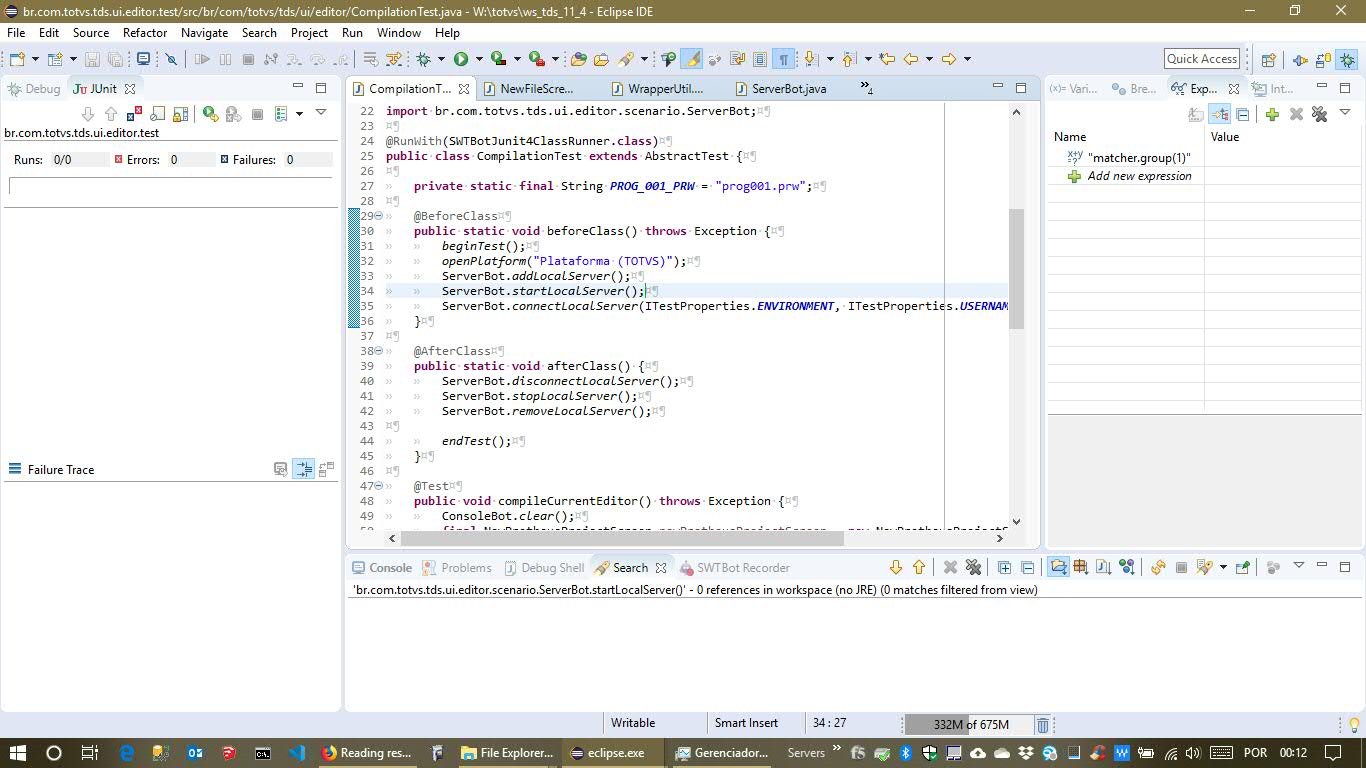 br.com.totvs.tds.ui.editor.test/src/br/com/totvs/tds/ui/editor/CompilationTest.java - W:\totvs\ws_tds_11_4 - Eclipse IDE
File Edit Source Refactor Navigate Search Project Run Window Help
Quick Access
Debug JUnit
br.com.totvs.tds.ui.editor.test
Runs: 0/0 Errors: 0 Failures: 0
Failure Trace
CompilationT... NewFileScre... WrapperUtil.... ServerBot.java »4
22 import·br.com.totvs.tds.ui.editor.scenario.ServerBot;¤¶
23 ¤¶
24 @RunWith(SWTBotJunit4ClassRunner.class)¤¶
25 public·class·CompilationTest·extends·AbstractTest·{¤¶
26 ¤¶
27 » private·static·final·String·PROG_001_PRW·=·"prog001.prw";¤¶
28 ¤¶
29 » @BeforeClass¤¶
30 » public·static·void·beforeClass()·throws·Exception·{¤¶
31 » » beginTest();¤¶
32 » » openPlatform("Plataforma·(TOTVS)");¤¶
33 » » ServerBot.addLocalServer();¤¶
34 » » ServerBot.startLocalServer();¤¶
35 » » ServerBot.connectLocalServer(ITestProperties.ENVIRONMENT,·ITestProperties.USERNAM
36 » }¤¶
37 ¤¶
38 » @AfterClass¤¶
39 » public·static·void·afterClass()·{¤¶
40 » » ServerBot.disconnectLocalServer();¤¶
41 » » ServerBot.stopLocalServer();¤¶
42 » » ServerBot.removeLocalServer();¤¶
43 ¤¶
44 » » endTest();¤¶
45 » }¤¶
46 ¤¶
47 » @Test¤¶
48 » public·void·compileCurrentEditor()·throws·Exception·{¤¶
49 » » ConsoleBot.clear();¤¶
(x)= Vari... Bre... Exp... Int...
Name Value
"matcher.group(1)"
Add new expression
Console Problems Debug Shell Search SWTBot Recorder
'br.com.totvs.tds.ui.editor.scenario.ServerBot.startLocalServer()' - 0 references in workspace (no JRE) (0 matches filtered from view)
Writable Smart Insert 34 : 27 332M of 675M
Reading res... File Explorer... eclipse.exe Gerenciador... Servers » POR 00:12